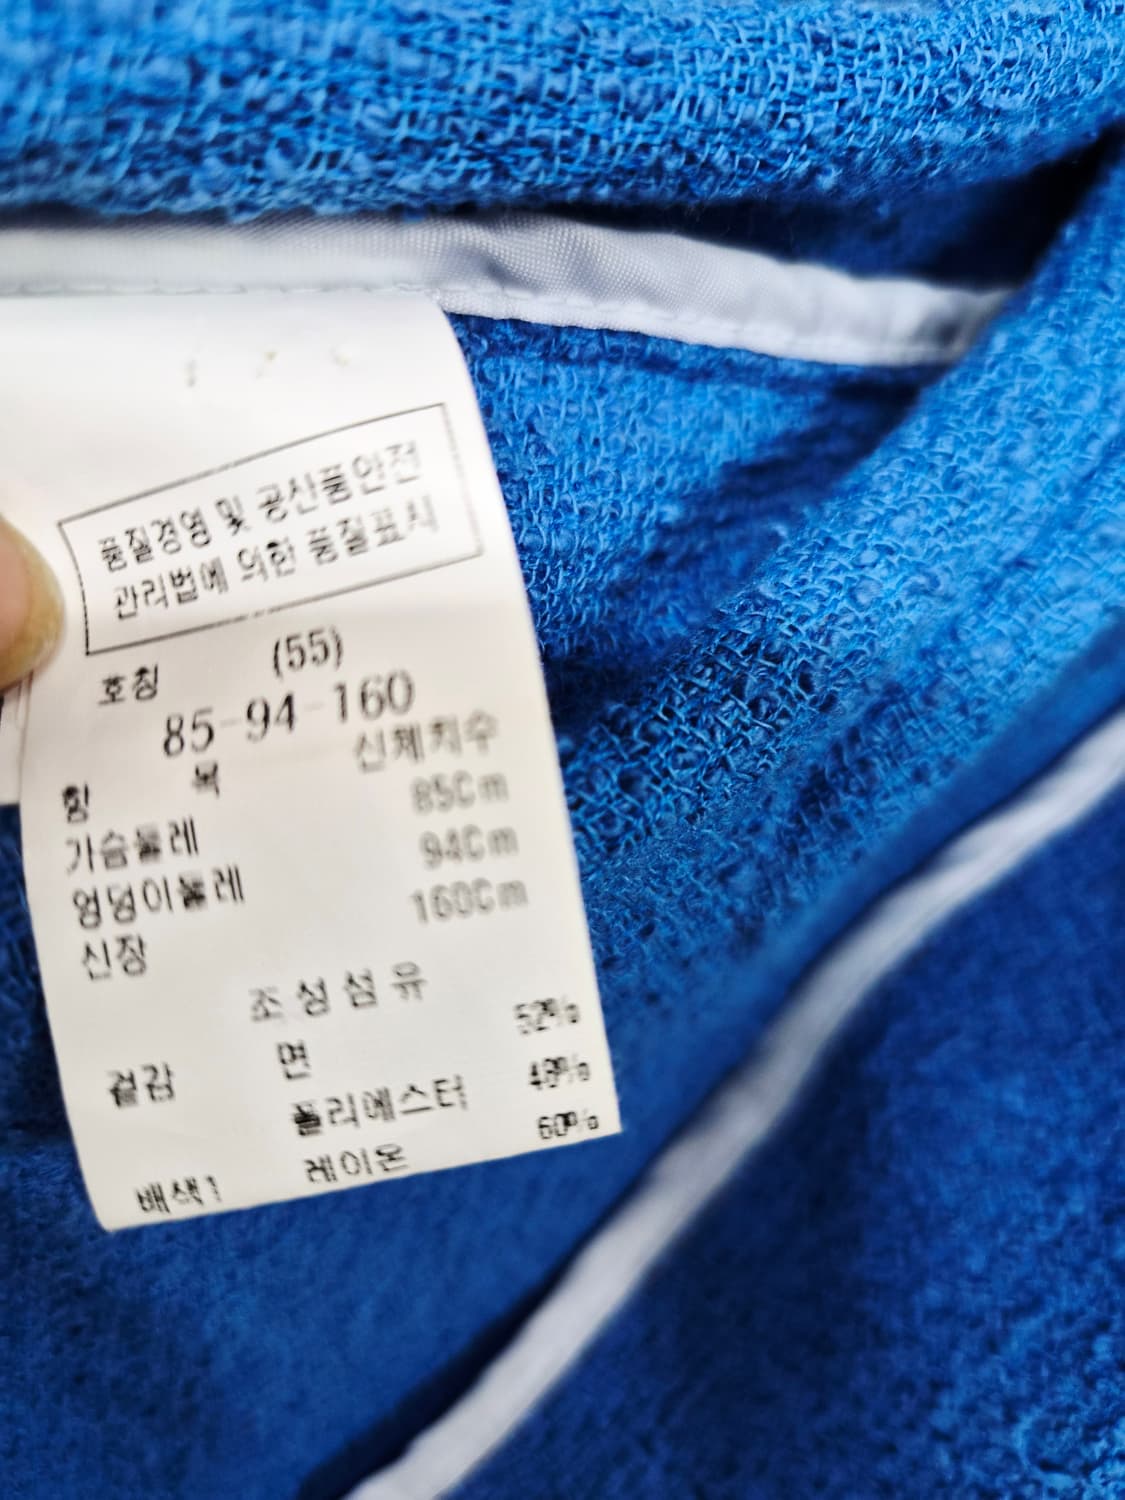 품질경영 및 공산품안전
관리법에 의한 품질표시
호칭 (55)
85-94-160
항 목 신체치수
가슴둘레 85Cm
엉덩이둘레 94Cm
신장 160Cm
조성섬유
겉감 면 52%
폴리에스터 48%
배색1 레이온 60%